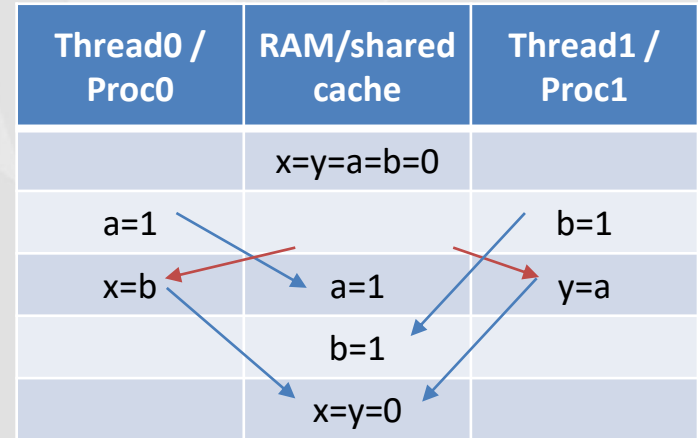 Thread0 /
Proc0
RAM/shared
cache
Thread1 /
Proc1
x=y=a=b=0
a=1
b=1
x=b
a=1
y=a
b=1
x=y=0